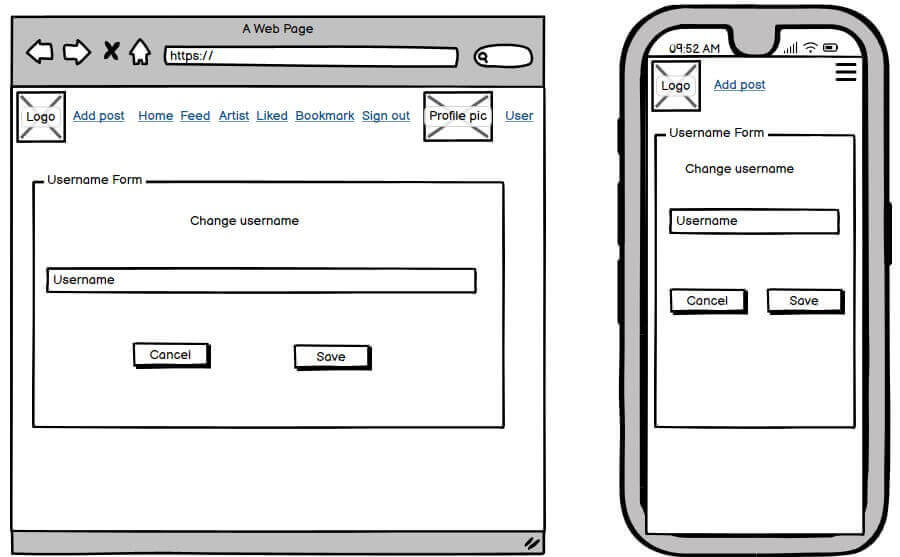 A Web Page
https://
Logo Add post Home Feed Artist Liked Bookmark Sign out Profile pic User
Username Form
Change username
Username
Cancel Save
09:52 AM
Logo Add post
Username Form
Change username
Username
Cancel Save